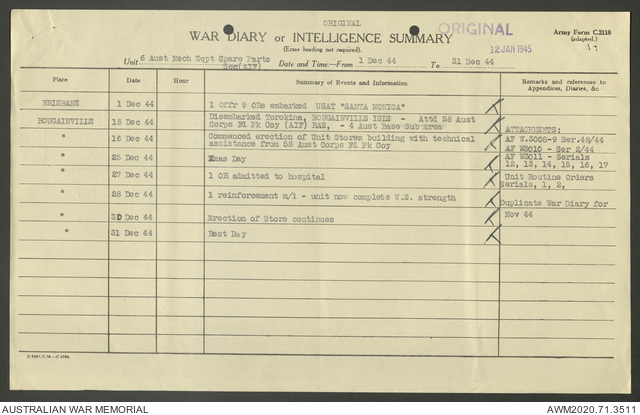 ORIGINAL
WAR DIARY or INTELLIGENCE SUMMARY
(Erase heading not required).
ORIGINAL
12 JAN 1945
Army Form C.2118
(adapted.)
Unit 6 Aust Mech Eqpt Spare Parts
Sec(AIF)
Date and Time.—From 1 Dec 44 To 31 Dec 44
Place Date Hour Summary of Events and Information Remarks and references to
Appendices, Diaries, &c
BRISBANE 1 Dec 44 1 Offr 9 ORs embarked USAT "SANTA MONICA"
BOUGAINVILLE 15 Dec 44 Disembarked Torokina, BOUGAINVILLE ISLE - Attd 58 Aust
Corps Fd Pk Coy (AIF) RAE, - 4 Aust Base Sub Area
" 16 Dec 44 Commenced erection of Unit Stores building with technical
assistance from 58 Aust Corps Fd Pk Coy
" 25 Dec 44 Xmas Day
" 27 Dec 44 1 OR admitted to hospital
" 28 Dec 44 1 reinforcement m/i - unit now complete W.E. strength
" 30 Dec 44 Erection of Store continues
" 31 Dec 44 Rest Day
ATTACHMENTS:
AF W.3008-9 Ser.48/44
AF W3010 - Ser 2/44
AF W3011 - Serials
12, 13, 14, 15, 16, 17
Unit Routine Orders
Serials, 1, 2,
Duplicate War Diary for
Nov 44
AUSTRALIAN WAR MEMORIAL
AWM2020.71.3511